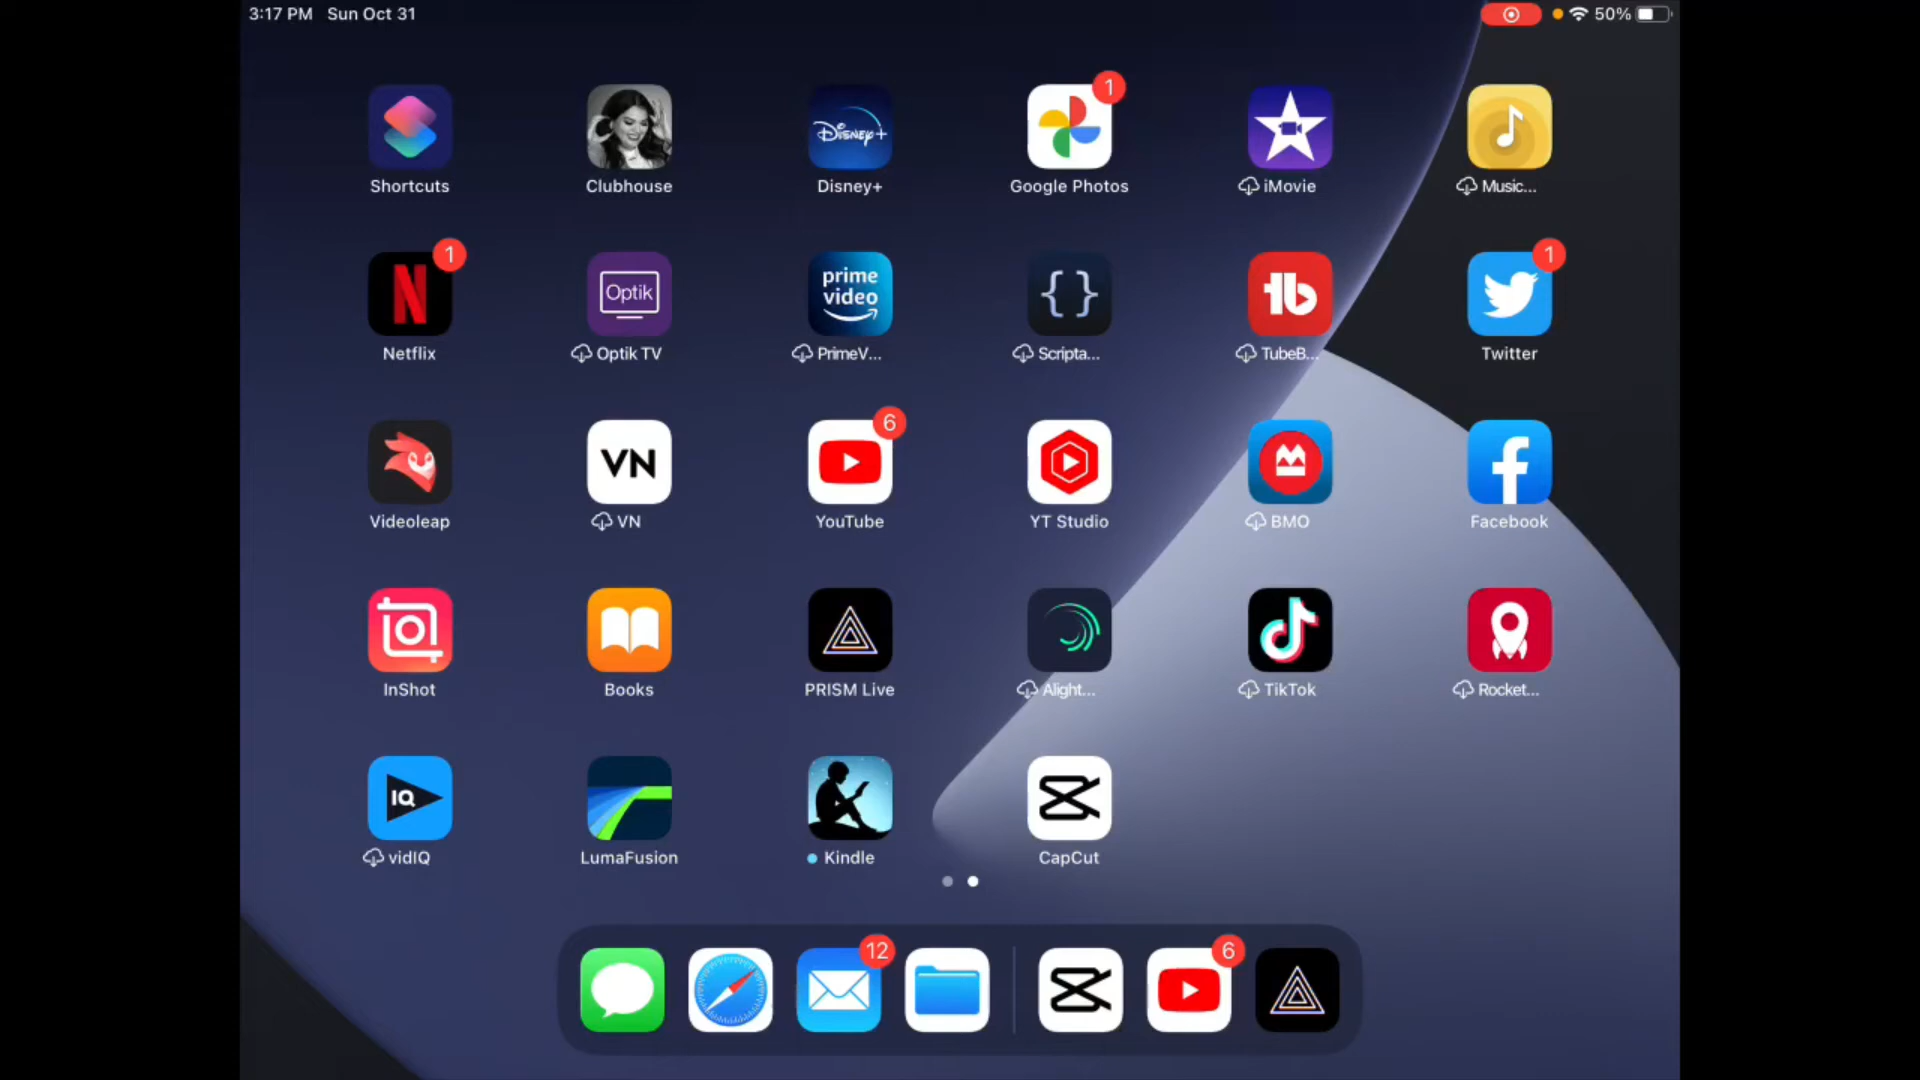 3:17 PM Sun Oct 31 50%
1
Disney+
Shortcuts Clubhouse Disney+ Google Photos iMovie Music...
1 1
N Optik prime video { } tb
Netflix Optik TV PrimeV... Scripta... TubeB... Twitter
6
VN f
Videoleap VN YouTube YT Studio BMO Facebook
InShot Books PRISM Live Alight... TikTok Rocket...
IQ
vidIQ LumaFusion Kindle CapCut
12 6